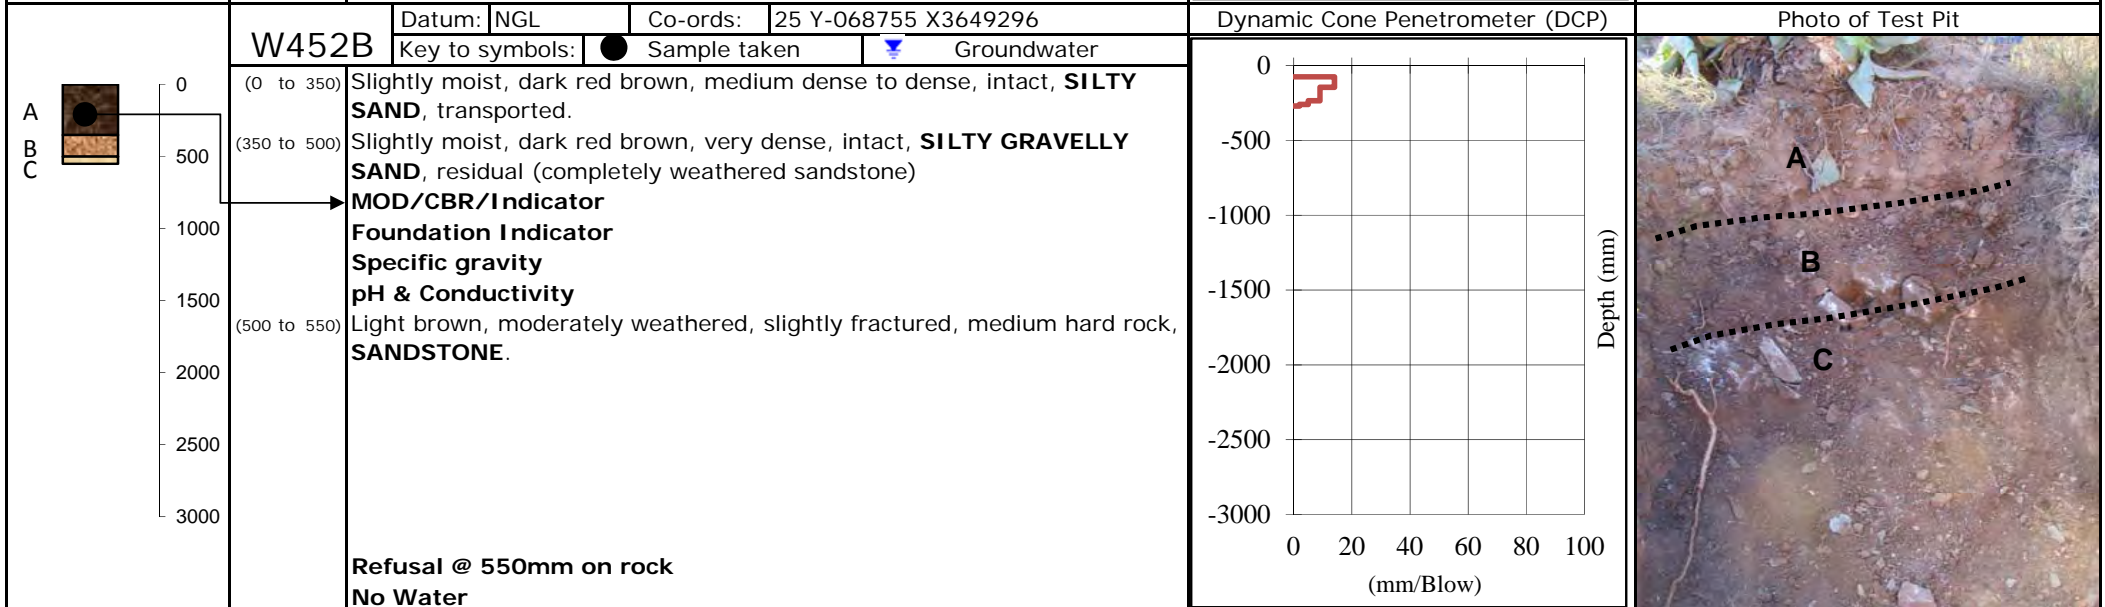 W452B
Datum: NGL Co-ords: 25 Y-068755 X3649296
Key to symbols: Sample taken Groundwater
Dynamic Cone Penetrometer (DCP)
Photo of Test Pit
A
B
C
0
500
1000
1500
2000
2500
3000
(0 to 350) Slightly moist, dark red brown, medium dense to dense, intact, SILTY
SAND, transported.
(350 to 500) Slightly moist, dark red brown, very dense, intact, SILTY GRAVELLY
SAND, residual (completely weathered sandstone)
MOD/CBR/Indicator
Foundation Indicator
Specific gravity
pH & Conductivity
(500 to 550) Light brown, moderately weathered, slightly fractured, medium hard rock,
SANDSTONE.
Refusal @ 550mm on rock
No Water
0
-500
-1000
-1500
-2000
-2500
-3000
0 20 40 60 80 100
(mm/Blow)
Depth (mm)
A
B
C